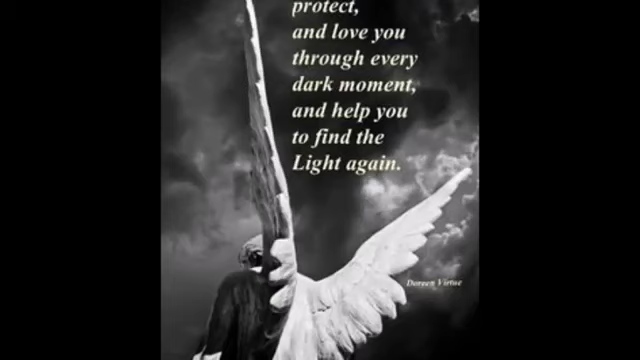 protect,
and love you
through every
dark moment,
and help you
to find the
Light again.
Doreen Virtue